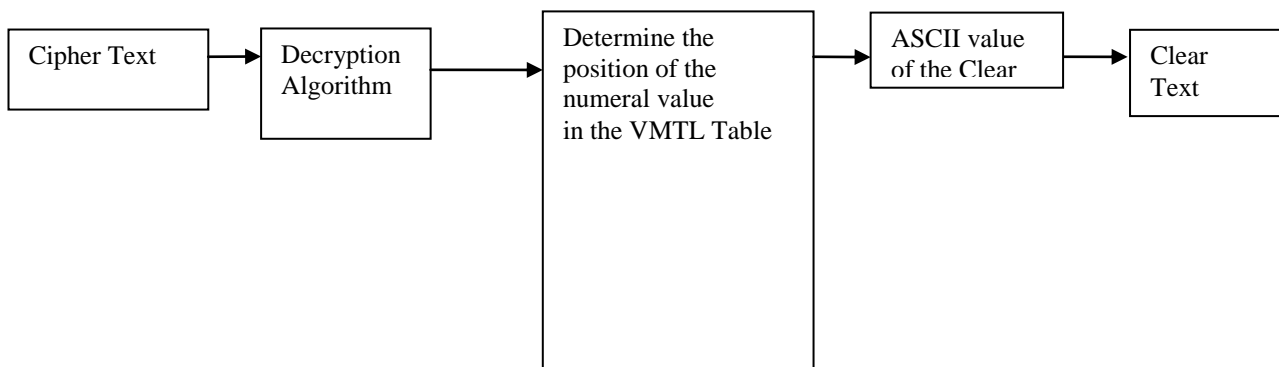 Cipher Text
Decryption
Algorithm
Determine the
position of the
numeral value
in the VMTL Table
ASCII value
of the Clear
Clear
Text